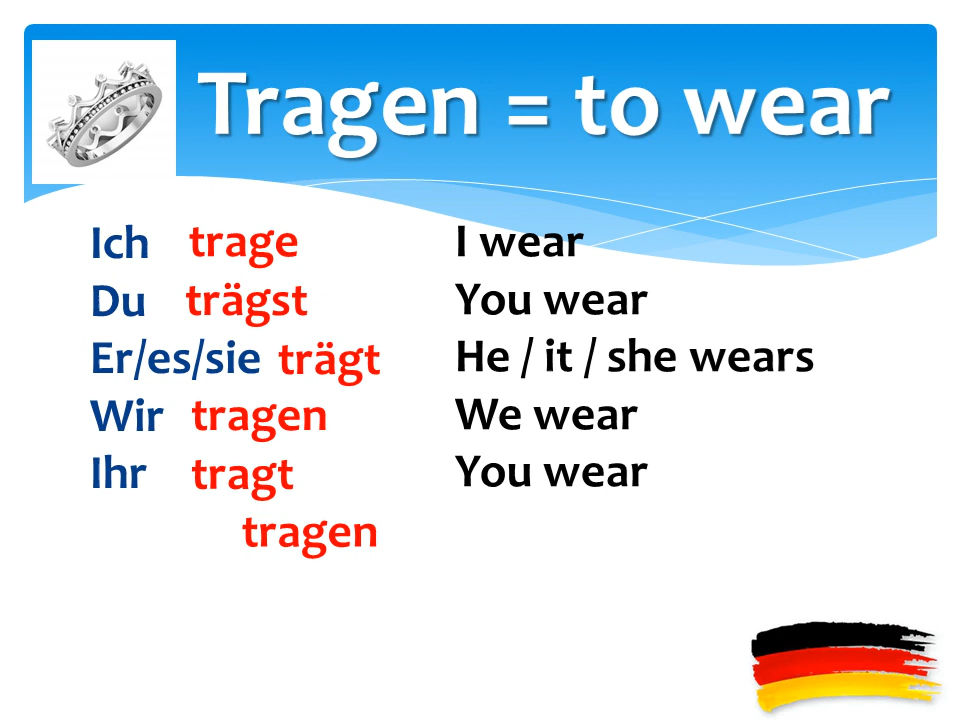 Tragen = to wear
Ich trage I wear
Du trägst You wear
Er/es/sie trägt He / it / she wears
Wir tragen We wear
Ihr tragt You wear
tragen